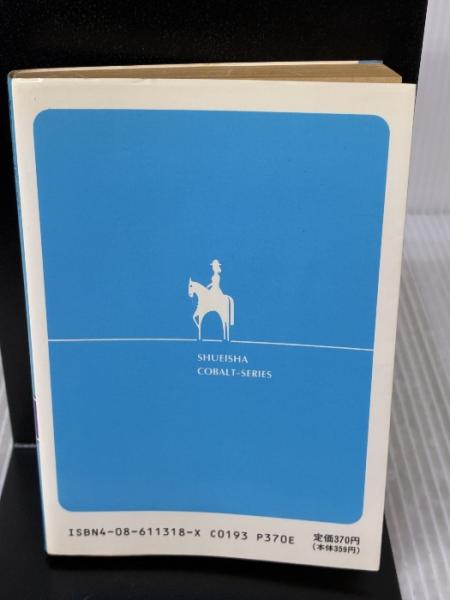 SHUEISHA
COBALT-SERIES
ISBN4-08-611318-X C0193 P370E
定価370円
(本体359円)